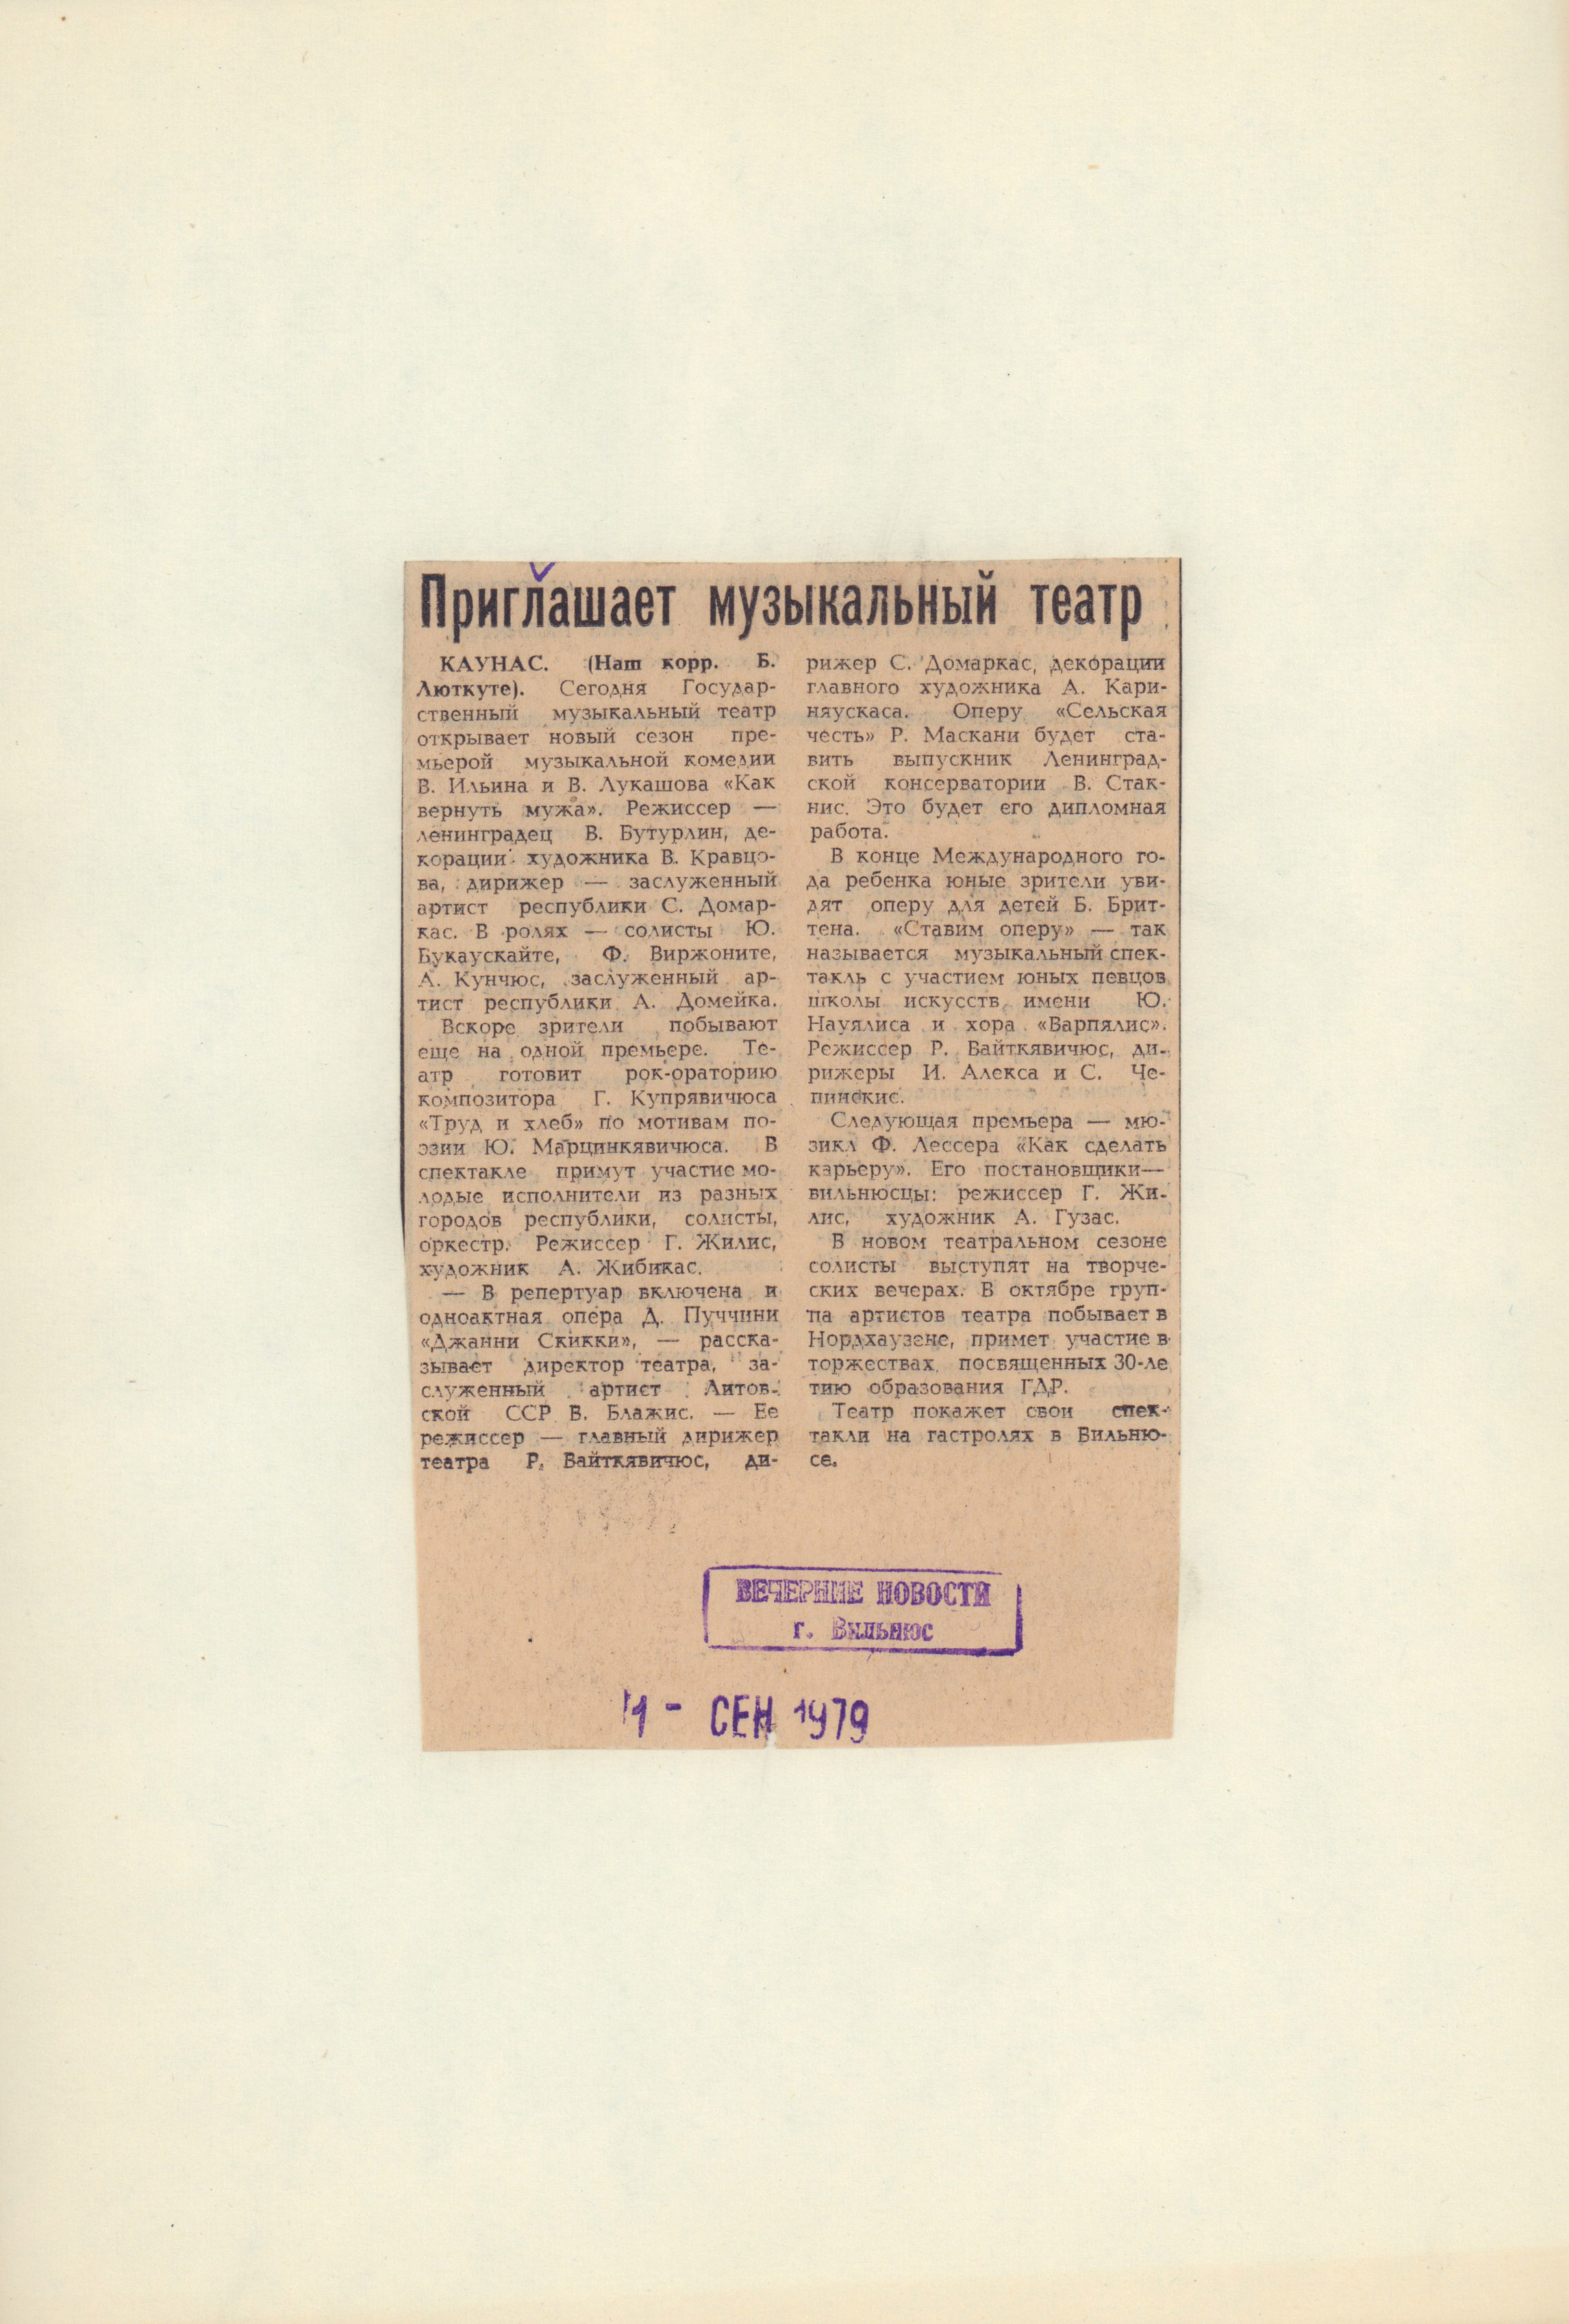 Приглашает музыкальный театр
КАУНАС. (Наш корр. Б.
Люткуте). Сегодня Государ-
ственный музыкальный театр
открывает новый сезон пре-
мьерой музыкальной комедии
В. Ильина и В. Лукашова «Как
вернуть мужа». Режиссер —
ленинградец В. Бутурлин, де-
корации художника В. Кравцо-
ва, дирижер — заслуженный
артист республики С. Домар-
кас. В ролях — солисты Ю.
Букаускайте, Ф. Виржоните,
А. Кунчюс, заслуженный ар-
тист республики А. Домейка.
Вскоре зрители побывают
еще на одной премьере. Те-
атр готовит рок-ораторию
композитора Г. Купрявичюса
«Труд и хлеб» по мотивам по-
эзии Ю. Марцинкявичюса. В
спектакле примут участие мо-
лодые исполнители из разных
городов республики, солисты,
оркестр. Режиссер Г. Жилис,
художник А. Жибикас.
— В репертуар включена и
одноактная опера Д. Пуччини
«Джанни Скикки», — расска-
зывает директор театра, за-
служенный артист Литов-
ской ССР В. Блажис. — Ее
режиссер — главный дирижер
театра Р. Вайткявичюс, ди-
рижер С. Домаркас, декорации
главного художника А. Кари-
няускаса. Оперу «Сельская
честь» Р. Маскани будет ста-
вить выпускник Ленинград-
ской консерватории В. Стак-
нис. Это будет его дипломная
работа.
В конце Международного го-
да ребенка юные зрители уви-
дят оперу для детей Б. Брит-
тена. «Ставим оперу» — так
называется музыкальный спек-
такль с участием юных певцов
школы искусств имени Ю.
Науялиса и хора «Варпялис».
Режиссер Р. Вайткявичюс, ди-
рижеры И. Алекса и С. Че-
пинские.
Следующая премьера — мю-
зикл Ф. Лессера «Как сделать
карьеру». Его постановщики—
вильнюсцы: режиссер Г. Жи-
лис, художник А. Гузас.
В новом театральном сезоне
солисты выступят на творче-
ских вечерах. В октябре груп-
па артистов театра побывает в
Нордхаузене, примет участие в
торжествах, посвященных 30-ле
тию образования ГДР.
Театр покажет свои спек-
такли на гастролях в Вильню-
се.
ВЕЧЕРНИЕ НОВОСТИ
г. Вильнюс
1 - СЕН 1979